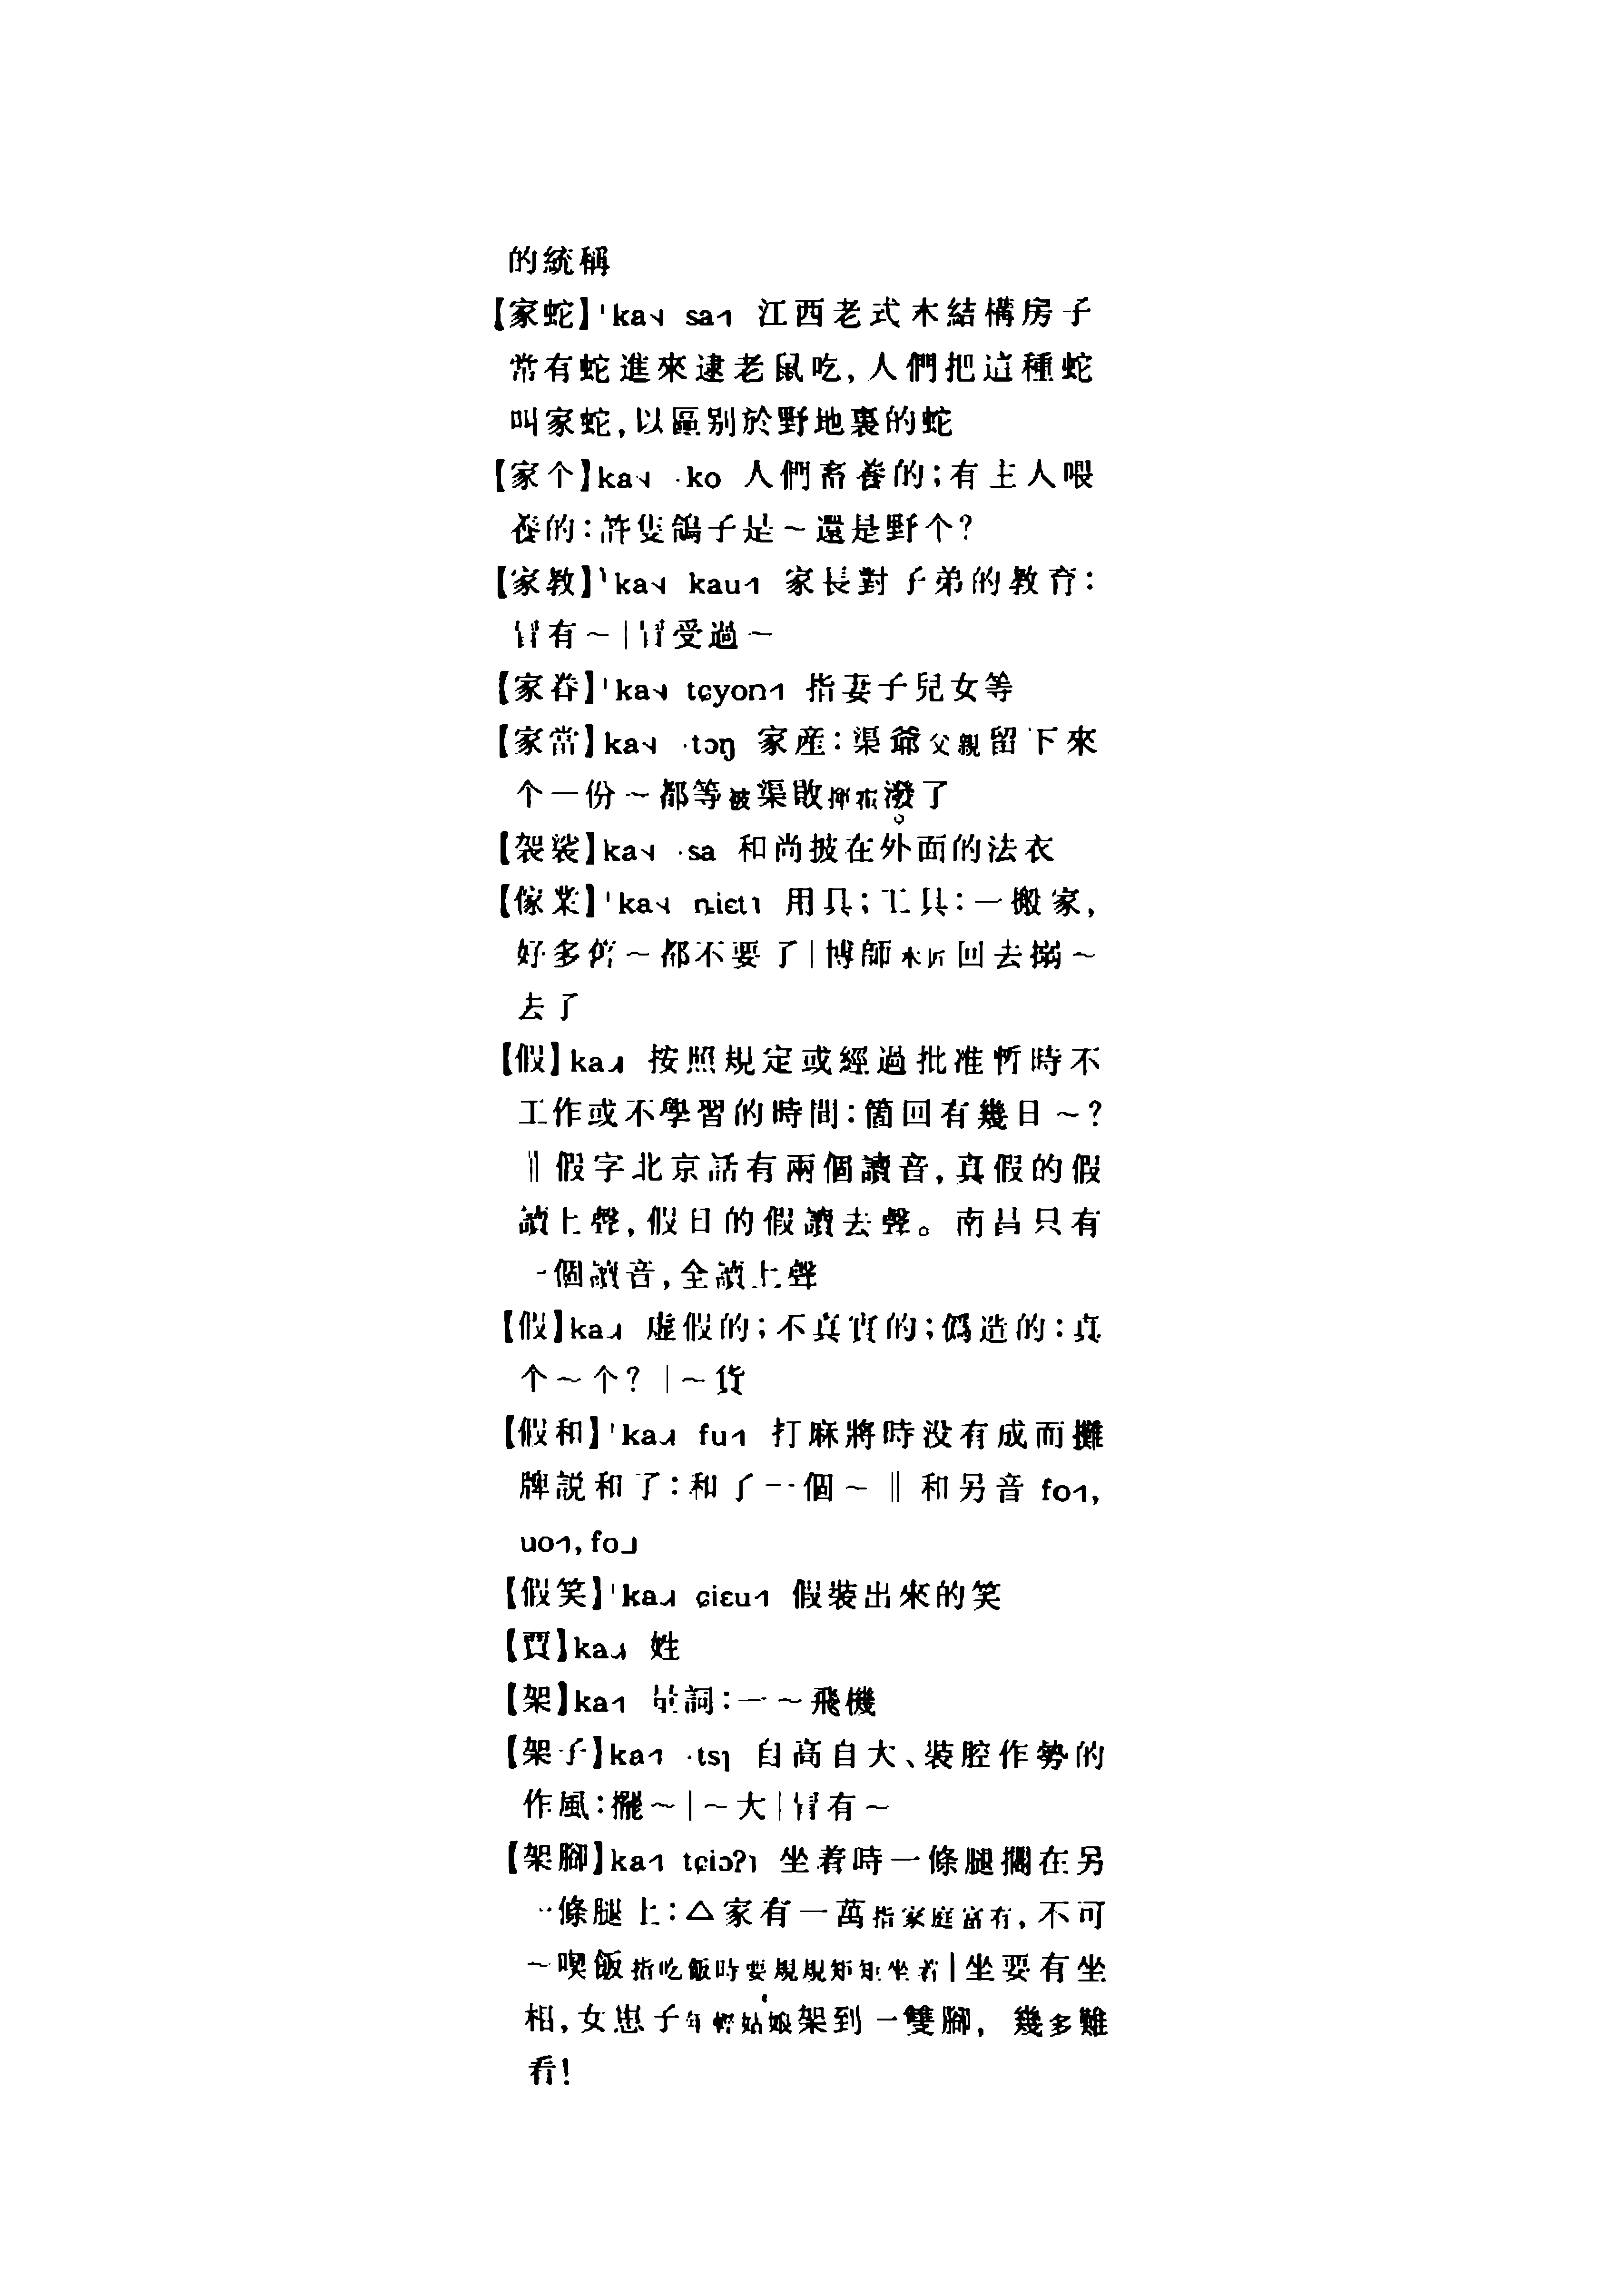 的統稱
【家蛇】'ka˨ sa˦ 江西老式木結構房子
常有蛇進來逮老鼠吃，人們把這種蛇
叫家蛇，以區别於野地裏的蛇
【家个】ka˨ ·ko 人們畜養的；有主人喂
養的：許隻鴿子是～還是野个？
【家教】'ka˨ kau˦ 家長對子弟的教育：
冇有～|冇受過～
【家眷】'ka˨ tɕyon˦ 指妻子兒女等
【家當】ka˨ ·tɔŋ 家産：渠爺父親留下來
个一份～都等被渠敗潑了
【袈裟】ka˨ ·sa 和尚披在外面的法衣
【傢業】'ka˨ ȵiɛt˥ 用具；工具：一搬家，
好多舊～都不要了|博師木匠回去搦～
去了
【假】ka˩ 按照規定或經過批准暫時不
工作或不學習的時間：箇回有幾日～？
‖假字北京話有兩個讀音，真假的假
讀上聲，假日的假讀去聲。南昌只有
一個讀音，全讀上聲
【假】ka˩ 虚假的；不真實的；僞造的：真
个～个？|～貨
【假和】'ka˩ fu˦ 打麻將時没有成而攤
牌説和了：和了一個～‖和另音 fo˦，
uo˦，fo˩
【假笑】'ka˩ ɕiɛu˦ 假裝出來的笑
【賈】ka˩ 姓
【架】ka˦ 量詞：一～飛機
【架子】ka˦ ·tsɿ 自高自大、裝腔作勢的
作風：擺～|～大|冇有～
【架腳】ka˦ tɕiɔʔ˥ 坐着時一條腿擱在另
一條腿上：△家有一萬指家庭富有，不可
～喫飯指吃飯時要規規矩矩坐着|坐要有坐
相，女崽子年輕姑娘架到一雙腳，幾多難
看！